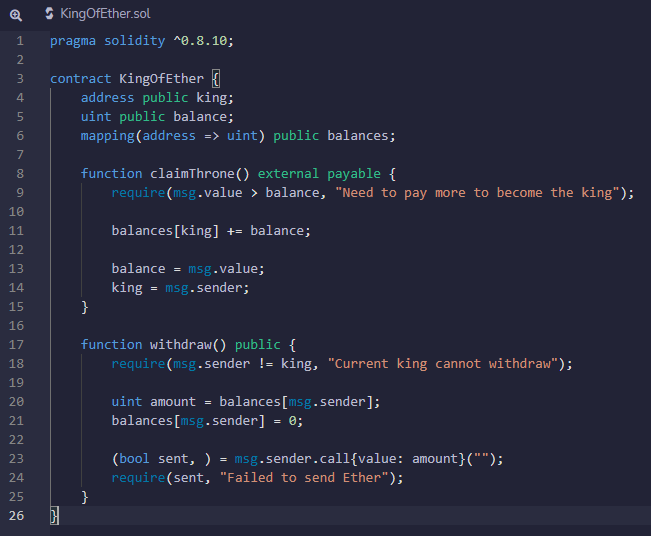 KingOfEther.sol
1 pragma solidity ^0.8.10;
2
3 contract KingOfEther {
4     address public king;
5     uint public balance;
6     mapping(address => uint) public balances;
7
8     function claimThrone() external payable {
9         require(msg.value > balance, "Need to pay more to become the king");
10
11         balances[king] += balance;
12
13         balance = msg.value;
14         king = msg.sender;
15     }
16
17     function withdraw() public {
18         require(msg.sender != king, "Current king cannot withdraw");
19
20         uint amount = balances[msg.sender];
21         balances[msg.sender] = 0;
22
23         (bool sent, ) = msg.sender.call{value: amount}("");
24         require(sent, "Failed to send Ether");
25     }
26 }